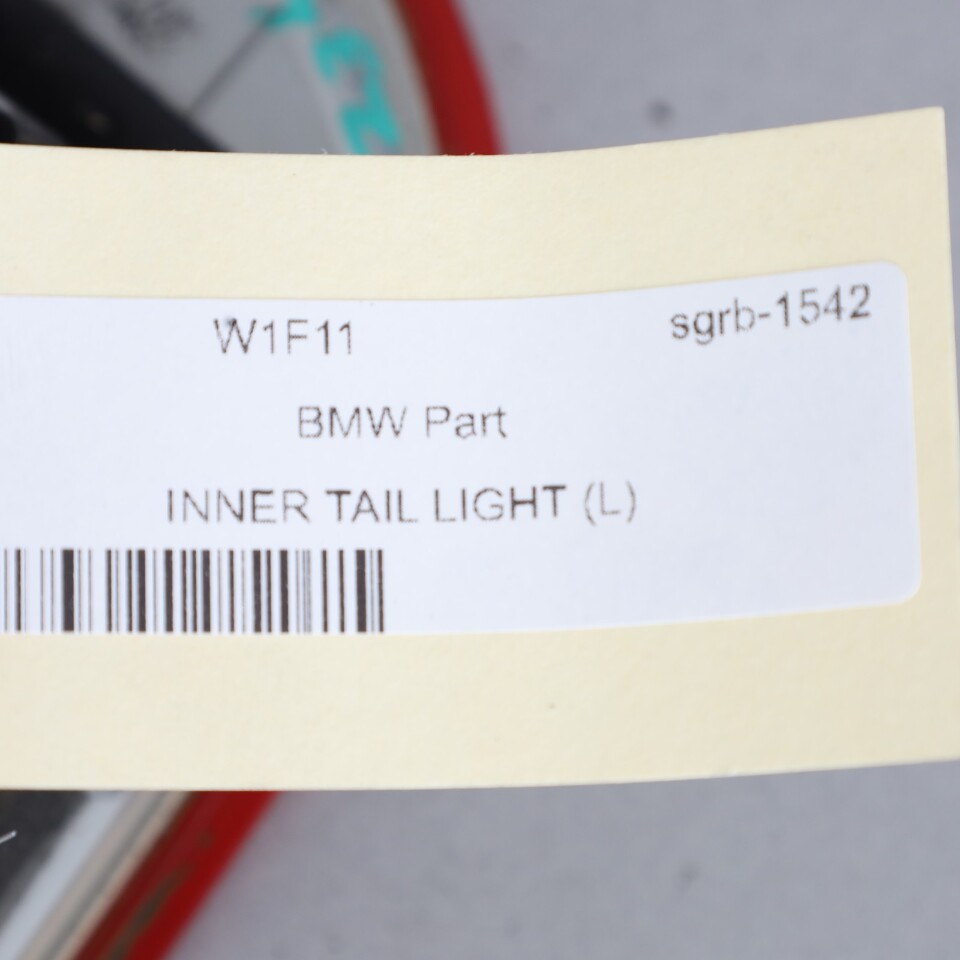 W1F11 sgrb-1542
BMW Part
INNER TAIL LIGHT (L)